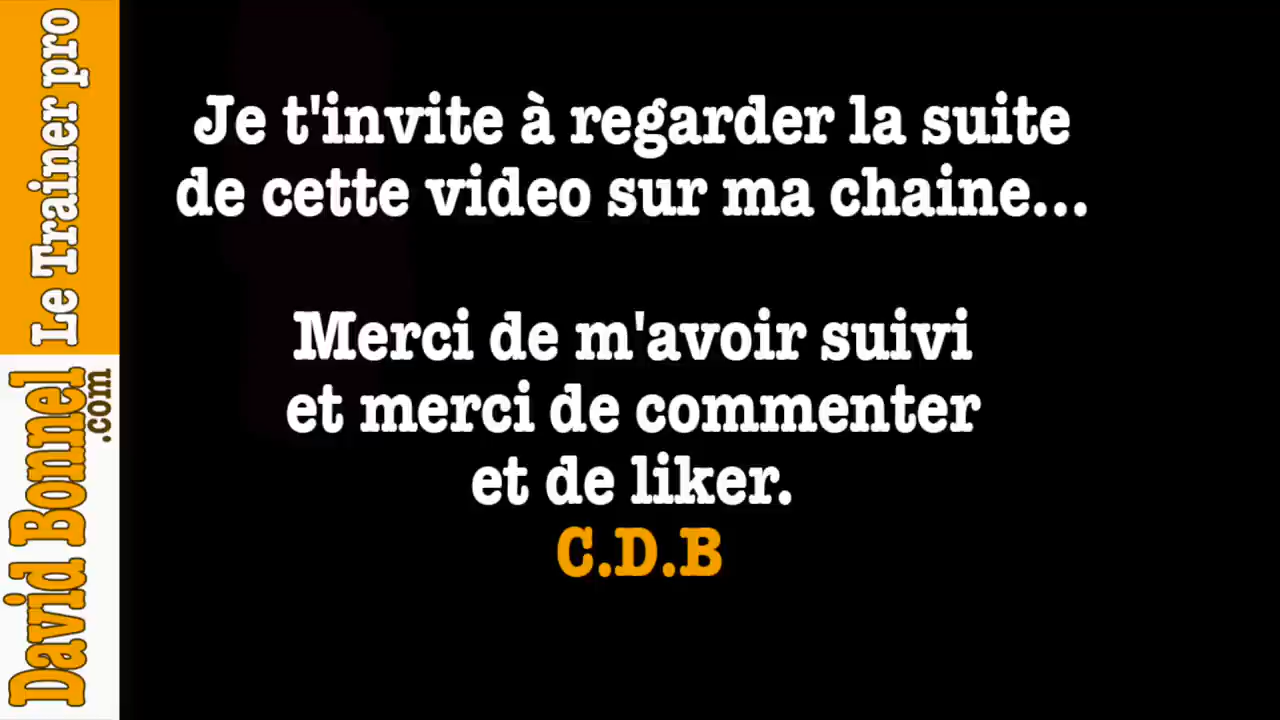 Le Trainer pro
David Bonnel
.com
Je t'invite à regarder la suite
de cette video sur ma chaine...
Merci de m'avoir suivi
et merci de commenter
et de liker.
C.D.B